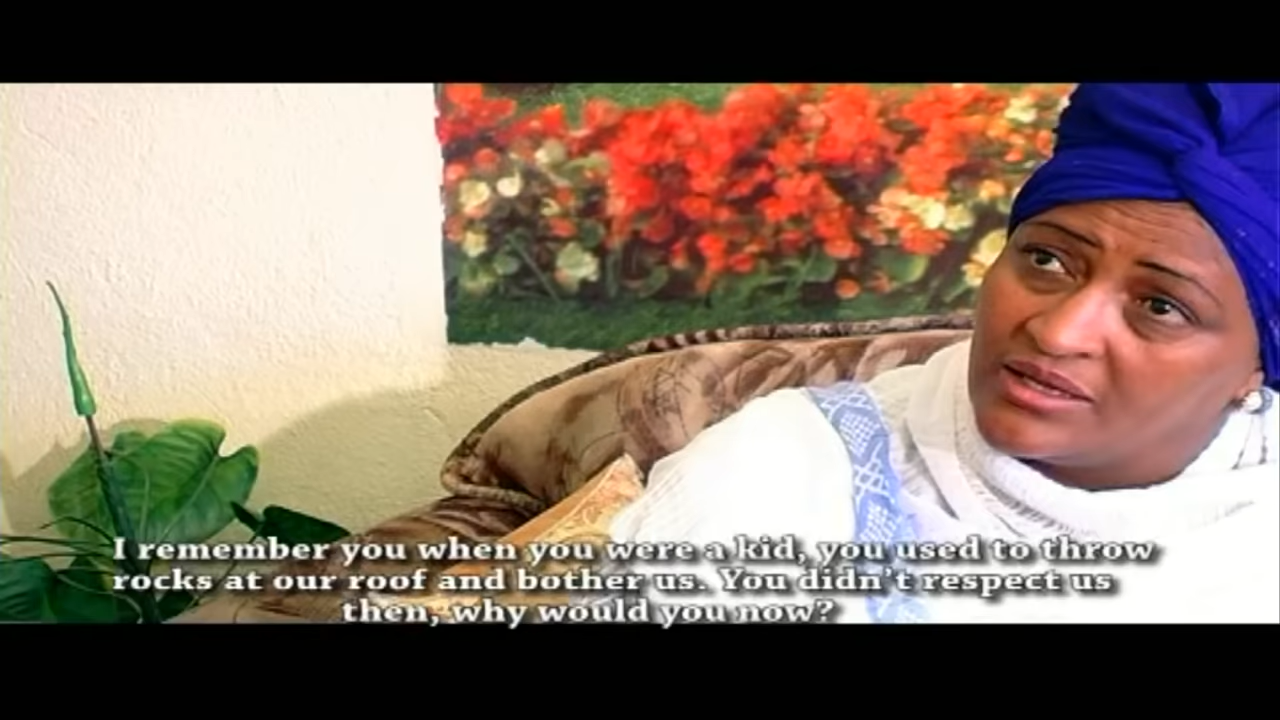 I remember you when you were a kid, you used to throw
rocks at our roof and bother us. You didn't respect us
then, why would you now?